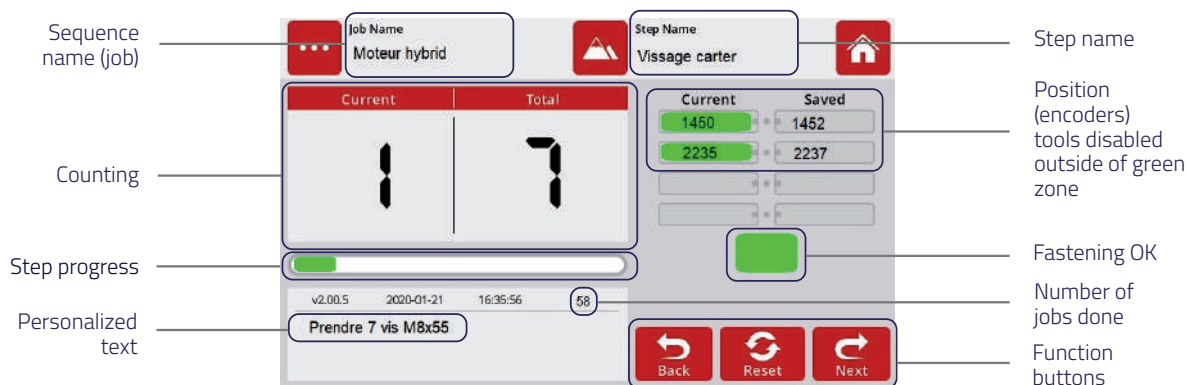 Sequence
name (job)
Counting
Step progress
Personalized
text
Job Name
Moteur hybrid
Step Name
Vissage carter
Current Total
1 7
Current Saved
1450 1452
2235 2237
v2.00.5 2020-01-21 16:35:56 58
Prendre 7 vis M8x55
Back Reset Next
Step name
Position
(encoders)
tools disabled
outside of green
zone
Fastening OK
Number of
jobs done
Function
buttons